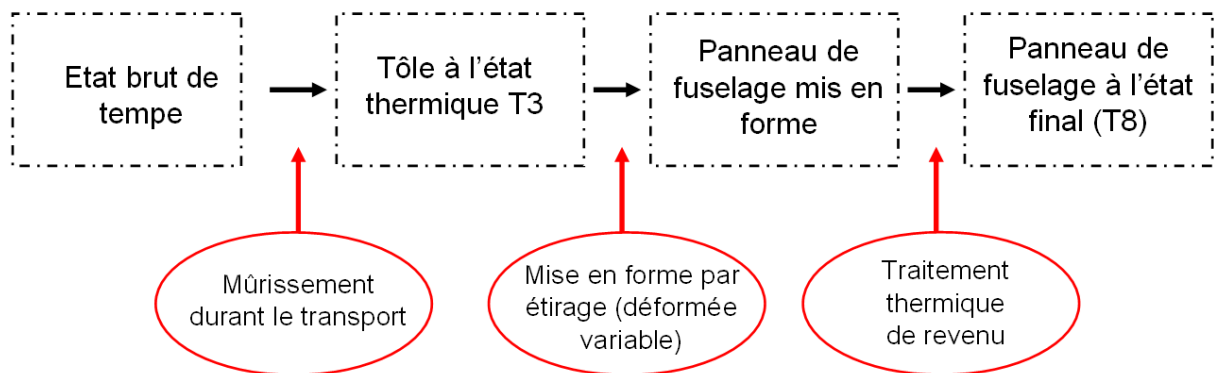 Etat brut de
tempe
Tôle à l'état
thermique T3
Panneau de
fuselage mis en
forme
Panneau de
fuselage à l'état
final (T8)
Mûrissement
durant le transport
Mise en forme par
étirage (déformée
variable)
Traitement
thermique
de revenu